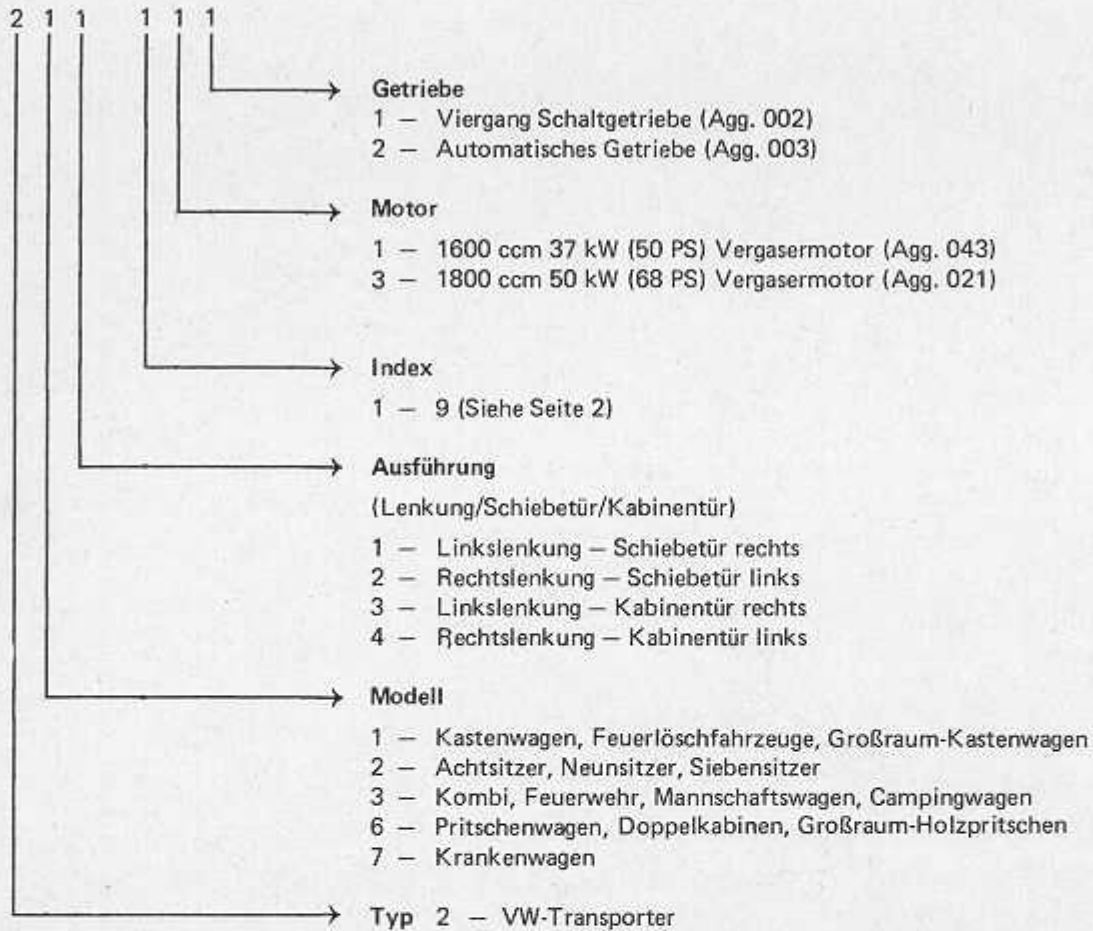 2 1 1 1 1 1
Getriebe
1 — Viergang Schaltgetriebe (Agg. 002)
2 — Automatisches Getriebe (Agg. 003)
Motor
1 — 1600 ccm 37 kW (50 PS) Vergasermotor (Agg. 043)
3 — 1800 ccm 50 kW (68 PS) Vergasermotor (Agg. 021)
Index
1 — 9 (Siehe Seite 2)
Ausführung
(Lenkung/Schiebetür/Kabinentür)
1 — Linkslenkung — Schiebetür rechts
2 — Rechtslenkung — Schiebetür links
3 — Linkslenkung — Kabinentür rechts
4 — Rechtslenkung — Kabinentür links
Modell
1 — Kastenwagen, Feuerlöschfahrzeuge, Großraum-Kastenwagen
2 — Achtsitzer, Neunsitzer, Siebensitzer
3 — Kombi, Feuerwehr, Mannschaftswagen, Campingwagen
6 — Pritschenwagen, Doppelkabinen, Großraum-Holzpritschen
7 — Krankenwagen
Typ 2 — VW-Transporter